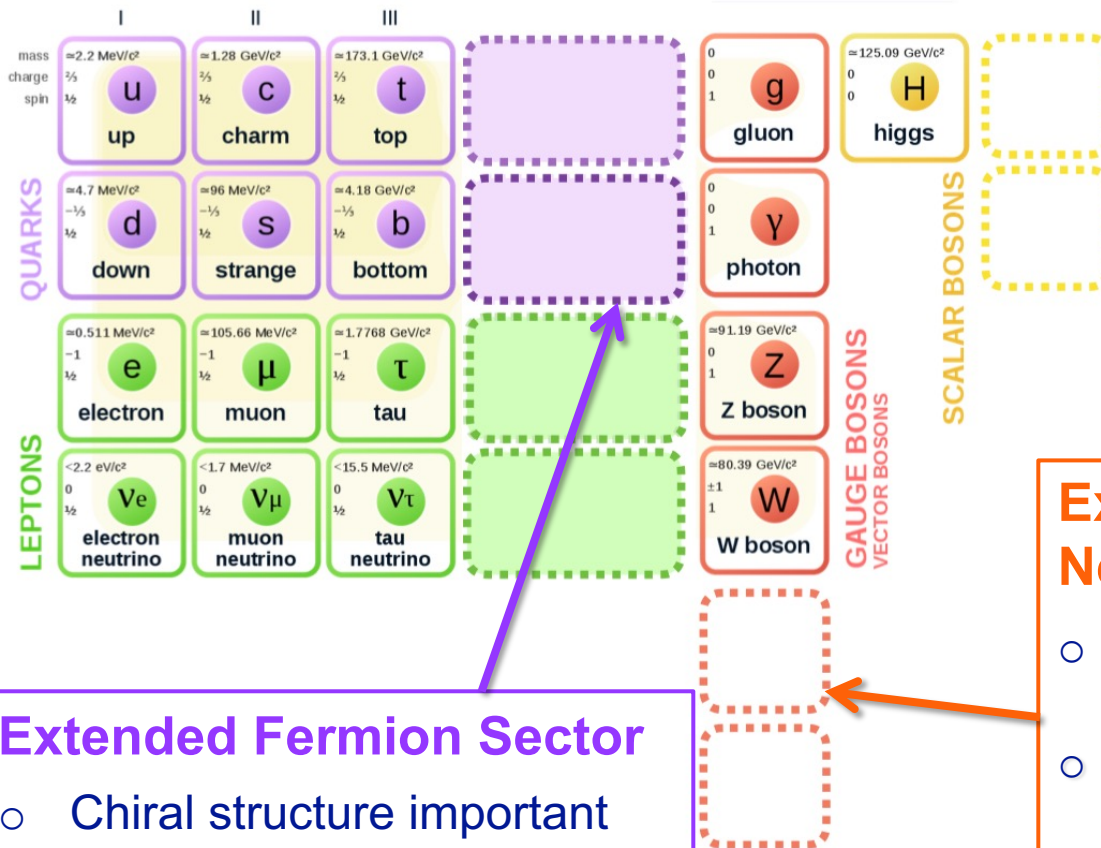 I II III
mass ≃2.2 MeV/c² ≃1.28 GeV/c² ≃173.1 GeV/c² 0 ≃125.09 GeV/c²
charge ⅔ ⅔ ⅔ 0 0
spin ½ ½ ½ 1 0
u c t g H
up charm top gluon higgs
QUARKS
≃4.7 MeV/c² ≃96 MeV/c² ≃4.18 GeV/c² 0
−⅓ −⅓ −⅓ 0
½ ½ ½ 1
d s b γ
down strange bottom photon
SCALAR BOSONS
≃0.511 MeV/c² ≃105.66 MeV/c² ≃1.7768 GeV/c² ≃91.19 GeV/c²
−1 −1 −1 0
½ ½ ½ 1
e μ τ Z
electron muon tau Z boson
LEPTONS
<2.2 eV/c² <1.7 MeV/c² <15.5 MeV/c² ≃80.39 GeV/c²
0 0 0 ±1
½ ½ ½ 1
νe νμ ντ W
electron muon tau W boson
neutrino neutrino neutrino
GAUGE BOSONS
VECTOR BOSONS
Extended Fermion Sector
○ Chiral structure important